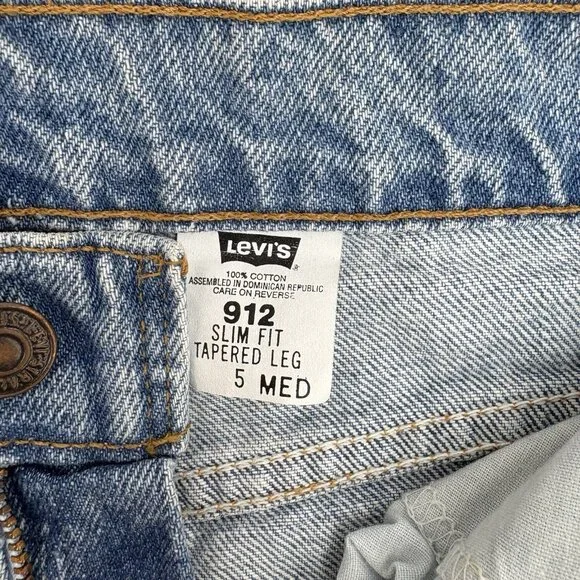 LEVI'S
®
100% COTTON
ASSEMBLED IN DOMINICAN REPUBLIC
CARE ON REVERSE
912
SLIM FIT
TAPERED LEG
5 MED